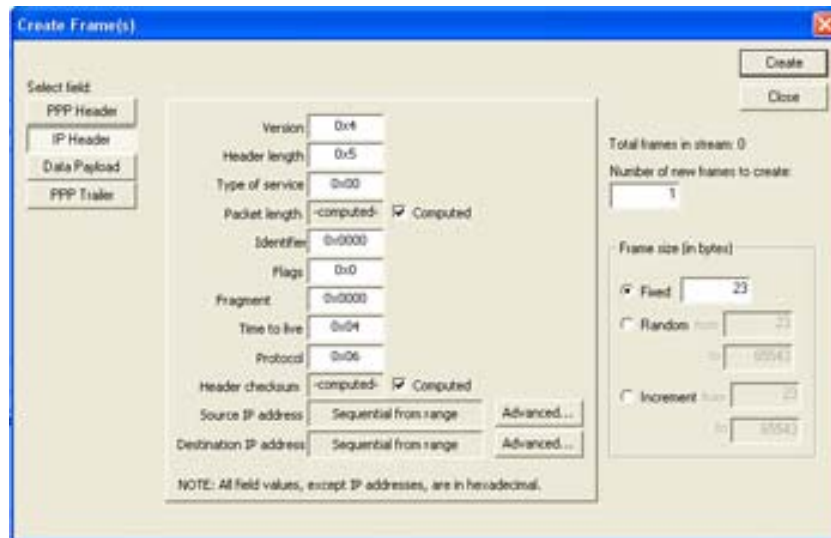 Create Frame(s)
Create
Close
Select field:
PPP Header
IP Header
Data Payload
PPP Trailer
Version 0x4
Header length 0x5
Type of service 0x00
Packet length -computed- Computed
Identifier 0x0000
Flags 0x0
Fragment 0x0000
Time to live 0x04
Protocol 0x06
Header checksum -computed- Computed
Source IP address Sequential from range Advanced...
Destination IP address Sequential from range Advanced...
NOTE: All field values, except IP addresses, are in hexadecimal.
Total frames in stream: 0
Number of new frames to create:
1
Frame size (in bytes)
Fixed 23
Random from 23
to 65543
Increment from 23
to 65543